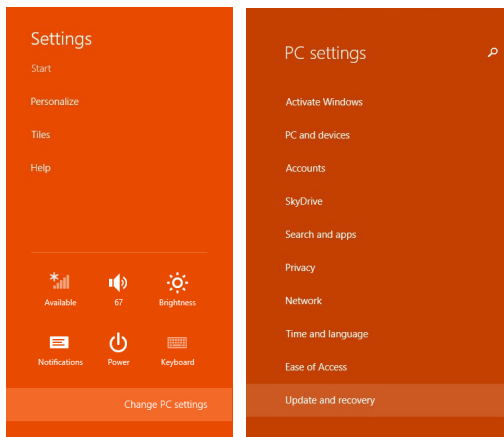 Settings
Start
Personalize
Tiles
Help
Available
67
Brightness
Notifications
Power
Keyboard
Change PC settings
PC settings
Activate Windows
PC and devices
Accounts
SkyDrive
Search and apps
Privacy
Network
Time and language
Ease of Access
Update and recovery